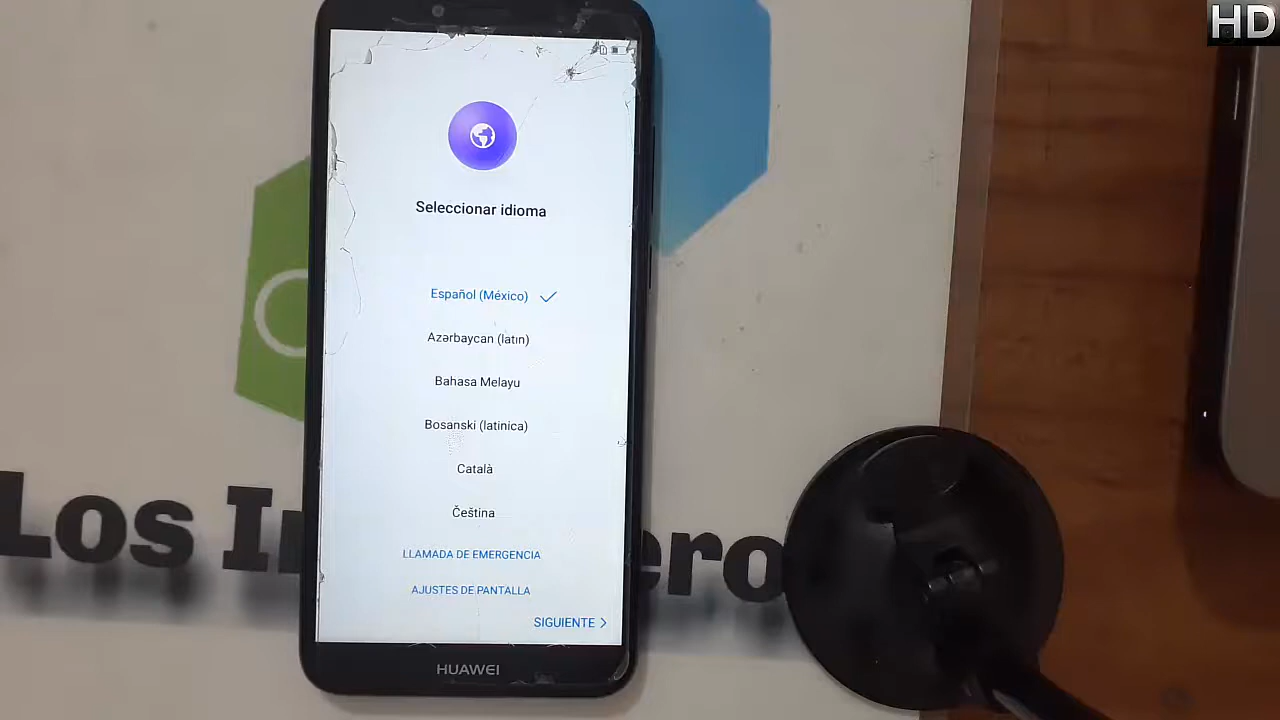 HD
Seleccionar idioma
Español (México)
Azərbaycan (latın)
Bahasa Melayu
Bosanski (latinica)
Català
Čeština
LLAMADA DE EMERGENCIA
AJUSTES DE PANTALLA
SIGUIENTE
Los In ero
HUAWEI